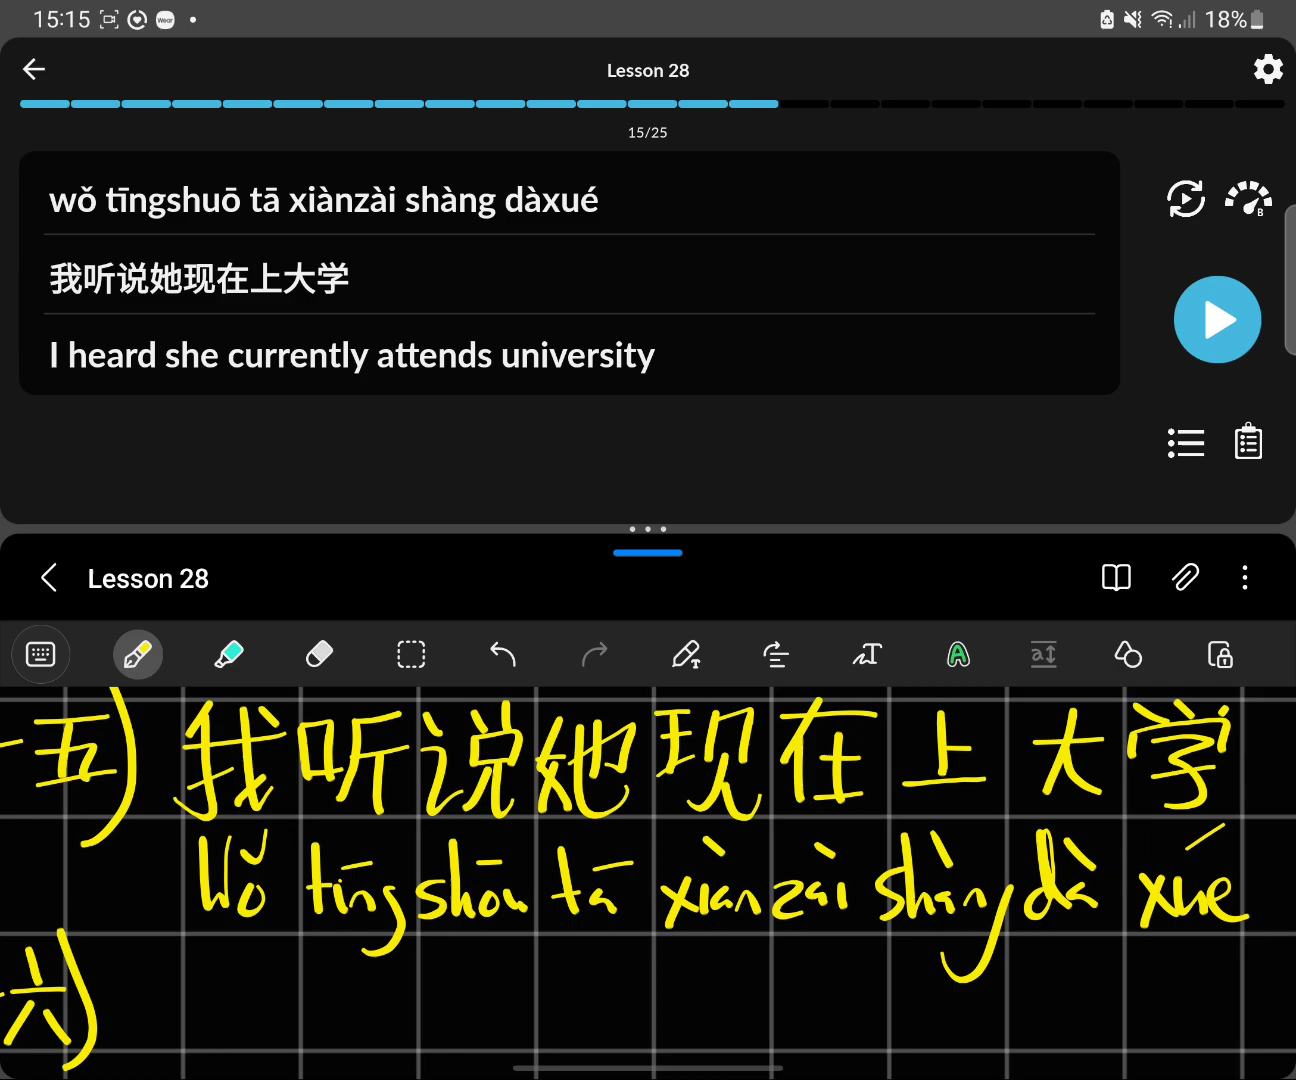 15:15
18%
Lesson 28
15/25
wǒ tīngshuō tā xiànzài shàng dàxué
我听说她现在上大学
I heard she currently attends university
Lesson 28
五) 我听说她现在上大学
Wǒ tīng shōu tā xiànzài shàng dà xué
六)